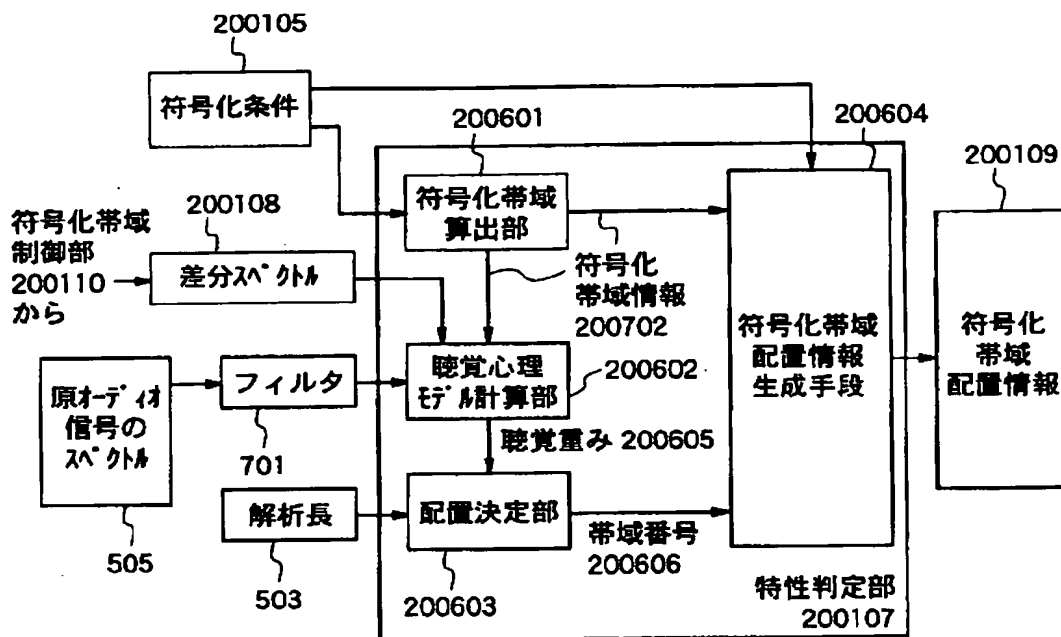 200105
符号化条件
200601
200604
200109
符号化帯域
制御部
200110
から
200108
差分スペクトル
符号化帯域
算出部
符号化
帯域情報
200702
符号化帯域
配置情報
生成手段
符号化
帯域
配置情報
原オーディオ
信号の
スペクトル
505
フィルタ
701
聴覚心理
モデル計算部
200602
聴覚重み 200605
解析長
503
配置決定部
200603
帯域番号
200606
特性判定部
200107